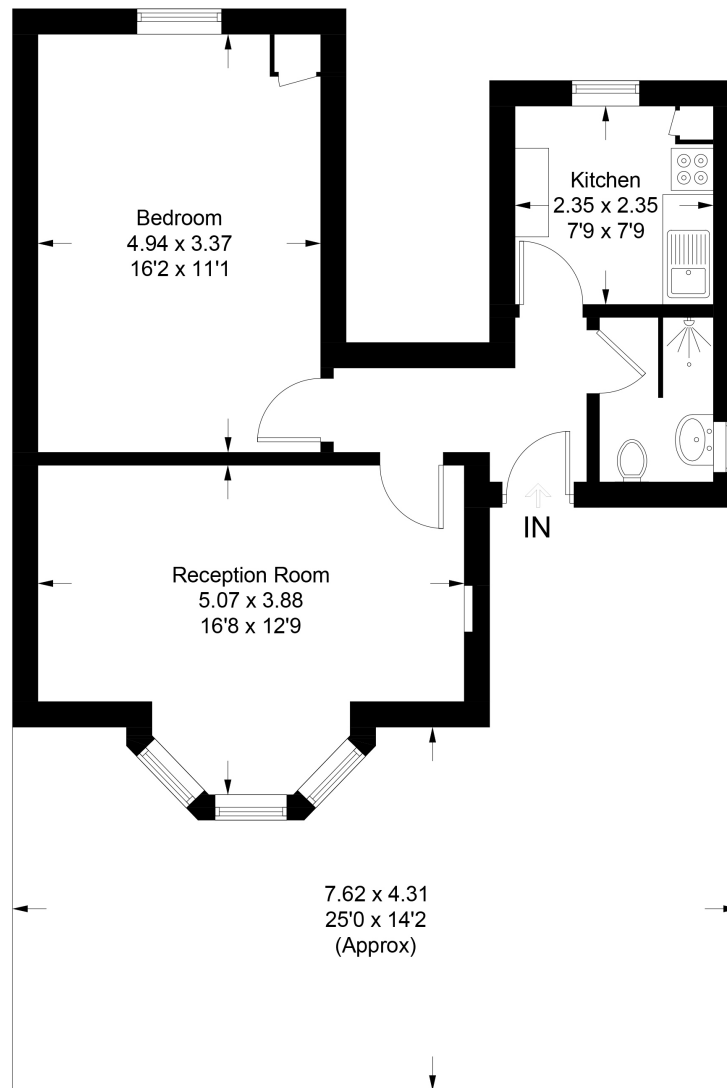 Bedroom
4.94 x 3.37
16'2 x 11'1
Kitchen
2.35 x 2.35
7'9 x 7'9
IN
Reception Room
5.07 x 3.88
16'8 x 12'9
7.62 x 4.31
25'0 x 14'2
(Approx)